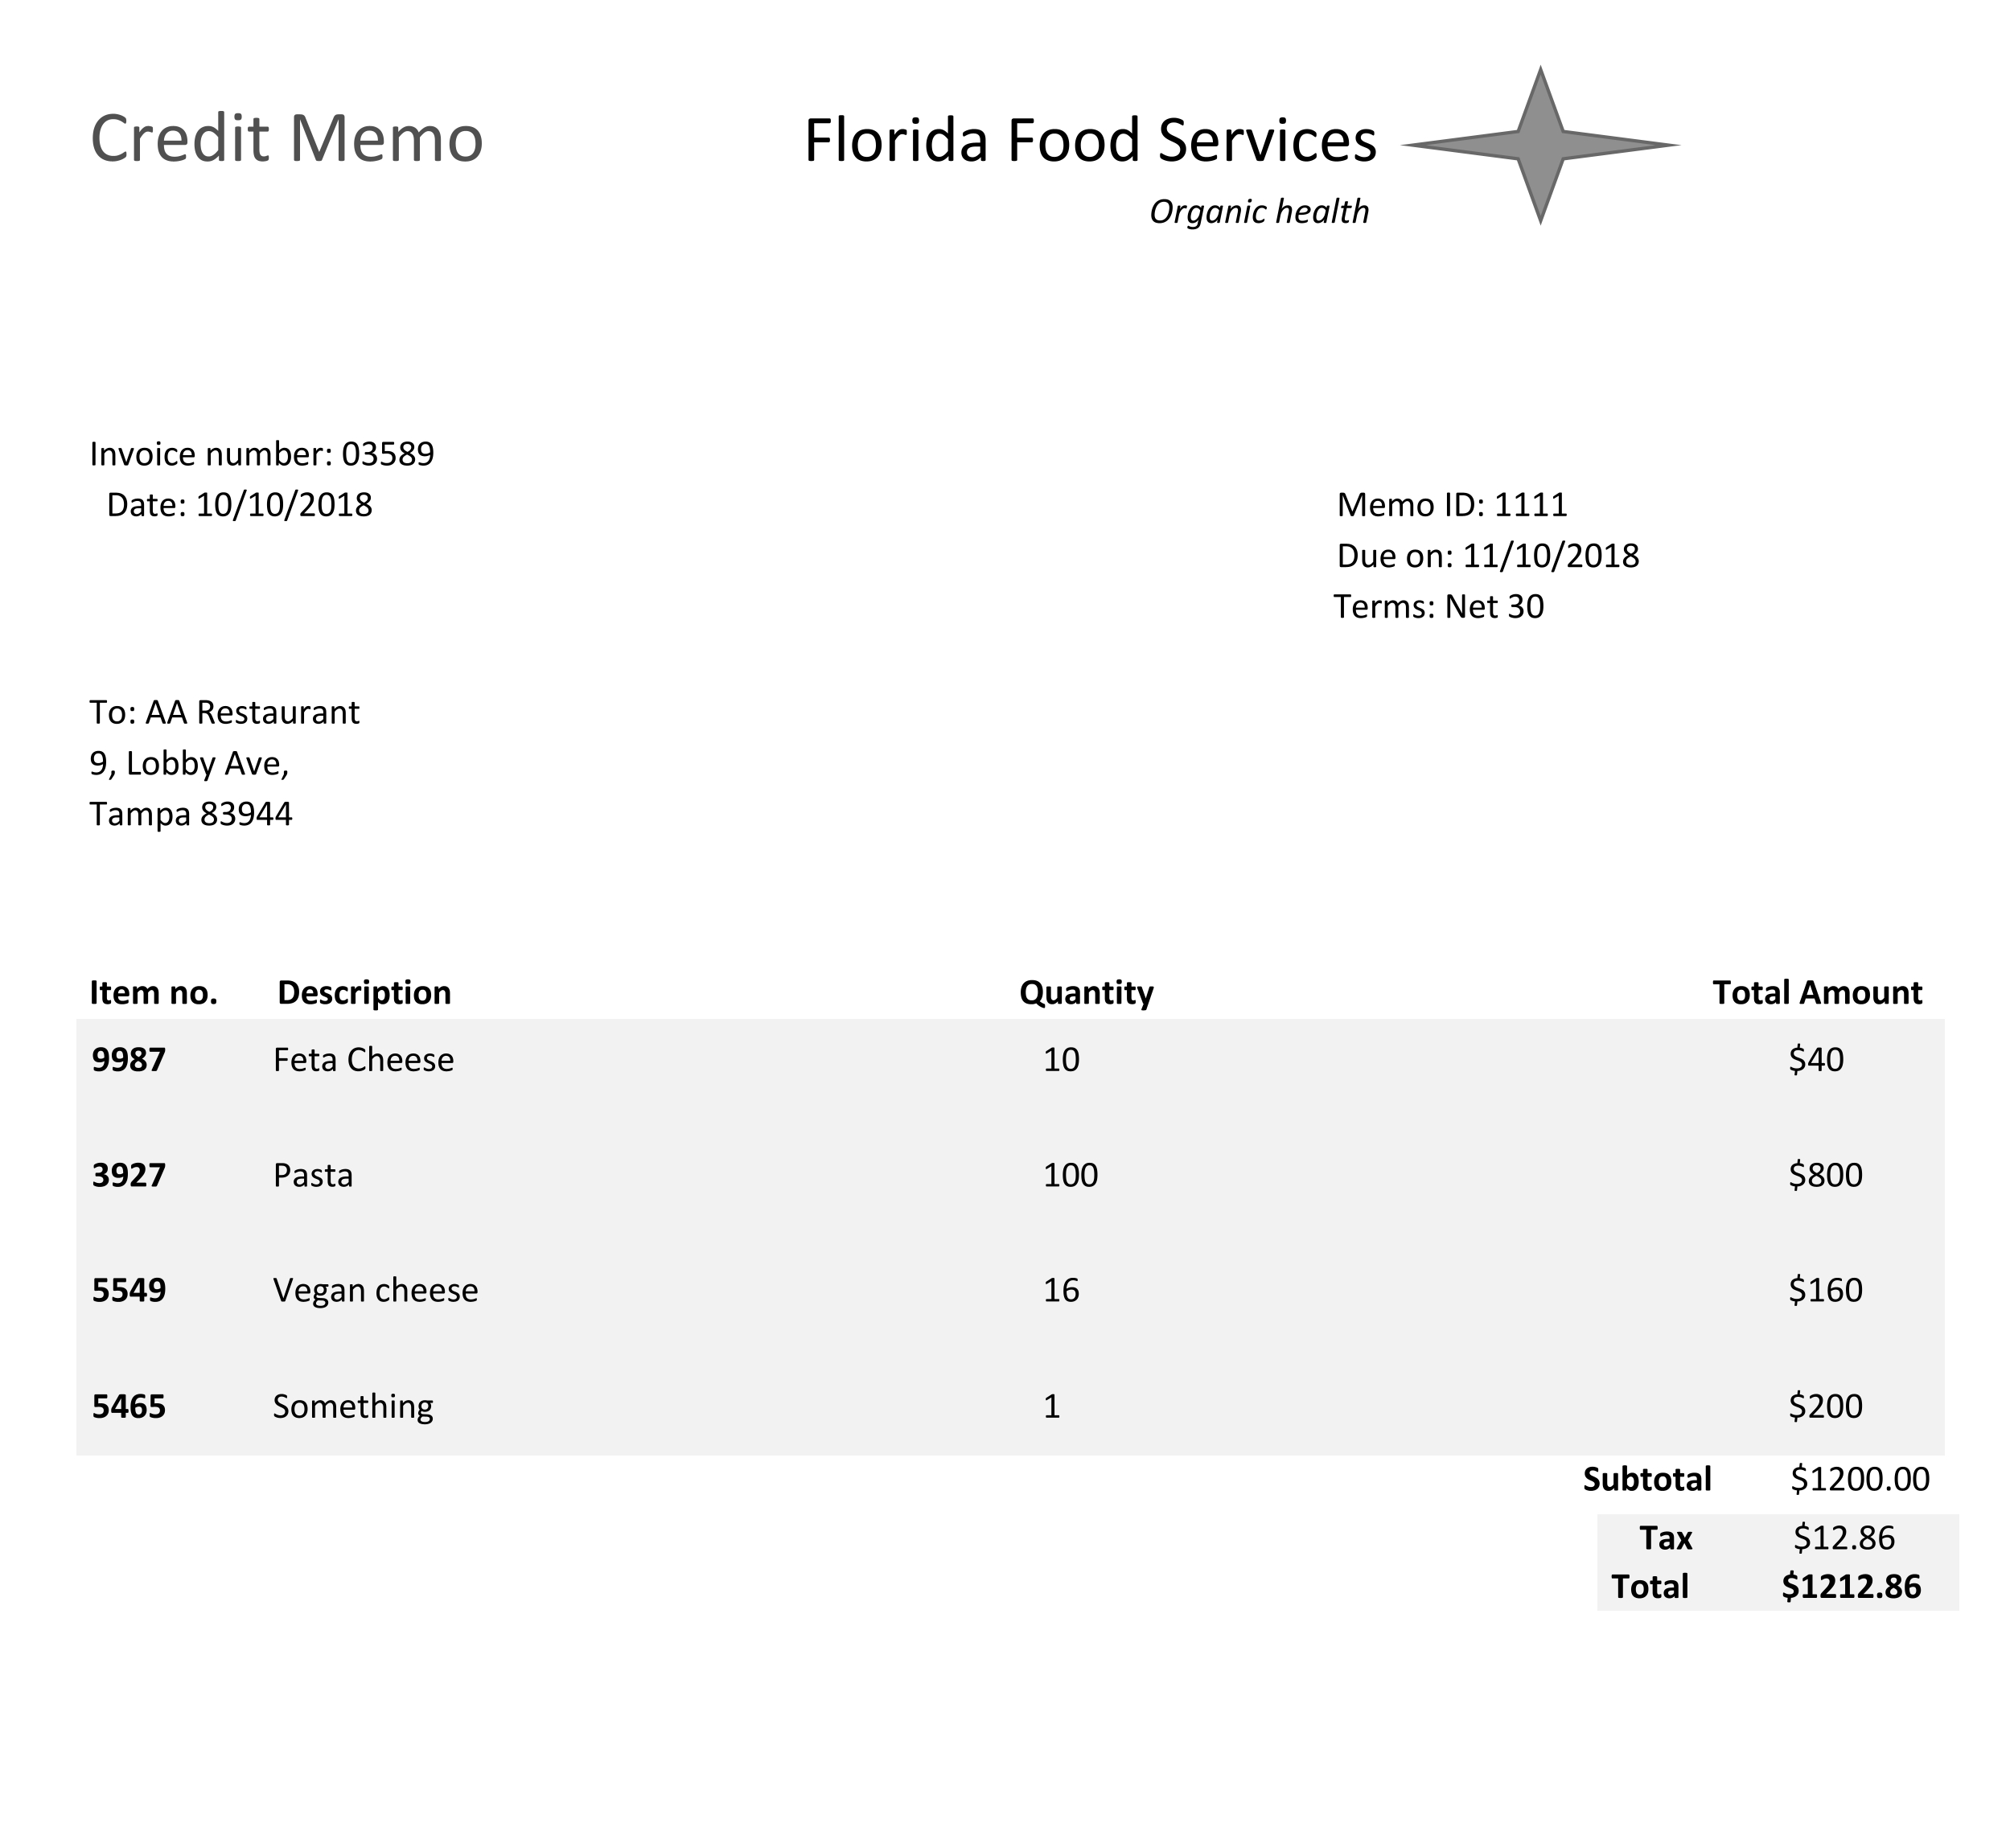 Credit Memo
Florida Food Services
Organic health
Invoice number: 03589
Date: 10/10/2018
Memo ID: 1111
Due on: 11/10/2018
Terms: Net 30
To: AA Restaurant
9, Lobby Ave,
Tampa 83944
Item no. Description Quantity Total Amount
9987 Feta Cheese 10 $40
3927 Pasta 100 $800
5549 Vegan cheese 16 $160
5465 Something 1 $200
Subtotal $1200.00
Tax $12.86
Total $1212.86